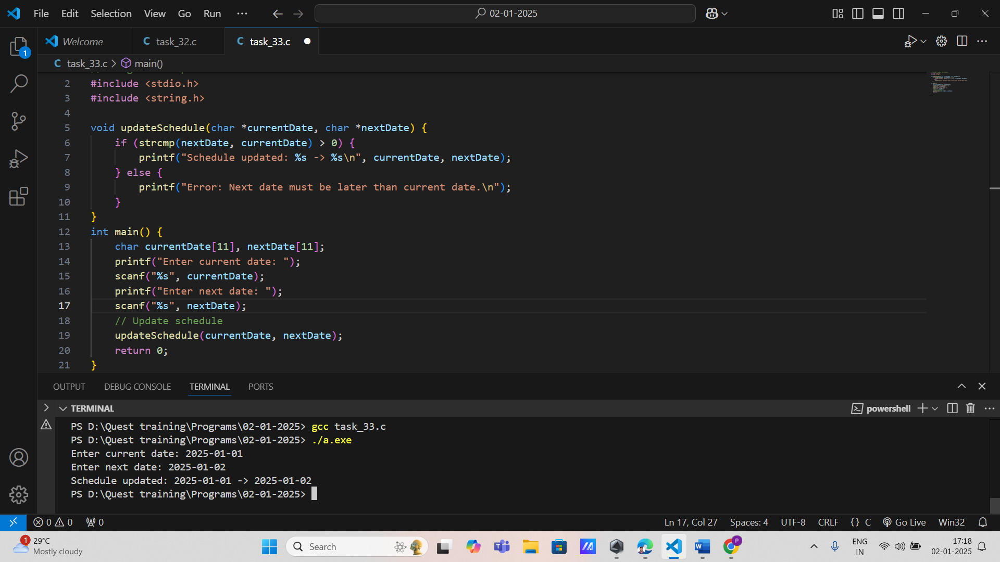 File Edit Selection View Go Run ··· 02-01-2025
Welcome task_32.c task_33.c
task_33.c > main()
2 #include <stdio.h>
3 #include <string.h>
4
5 void updateSchedule(char *currentDate, char *nextDate) {
6 if (strcmp(nextDate, currentDate) > 0) {
7 printf("Schedule updated: %s -> %s\n", currentDate, nextDate);
8 } else {
9 printf("Error: Next date must be later than current date.\n");
10 }
11 }
12 int main() {
13 char currentDate[11], nextDate[11];
14 printf("Enter current date: ");
15 scanf("%s", currentDate);
16 printf("Enter next date: ");
17 scanf("%s", nextDate);
18 // Update schedule
19 updateSchedule(currentDate, nextDate);
20 return 0;
21 }
OUTPUT DEBUG CONSOLE TERMINAL PORTS
TERMINAL powershell
PS D:\Quest training\Programs\02-01-2025> gcc task_33.c
PS D:\Quest training\Programs\02-01-2025> ./a.exe
Enter current date: 2025-01-01
Enter next date: 2025-01-02
Schedule updated: 2025-01-01 -> 2025-01-02
PS D:\Quest training\Programs\02-01-2025>
0 0 0 Ln 17, Col 27 Spaces: 4 UTF-8 CRLF {} C Go Live Win32
1 29°C
Mostly cloudy
Search
ENG
IN
17:18
02-01-2025